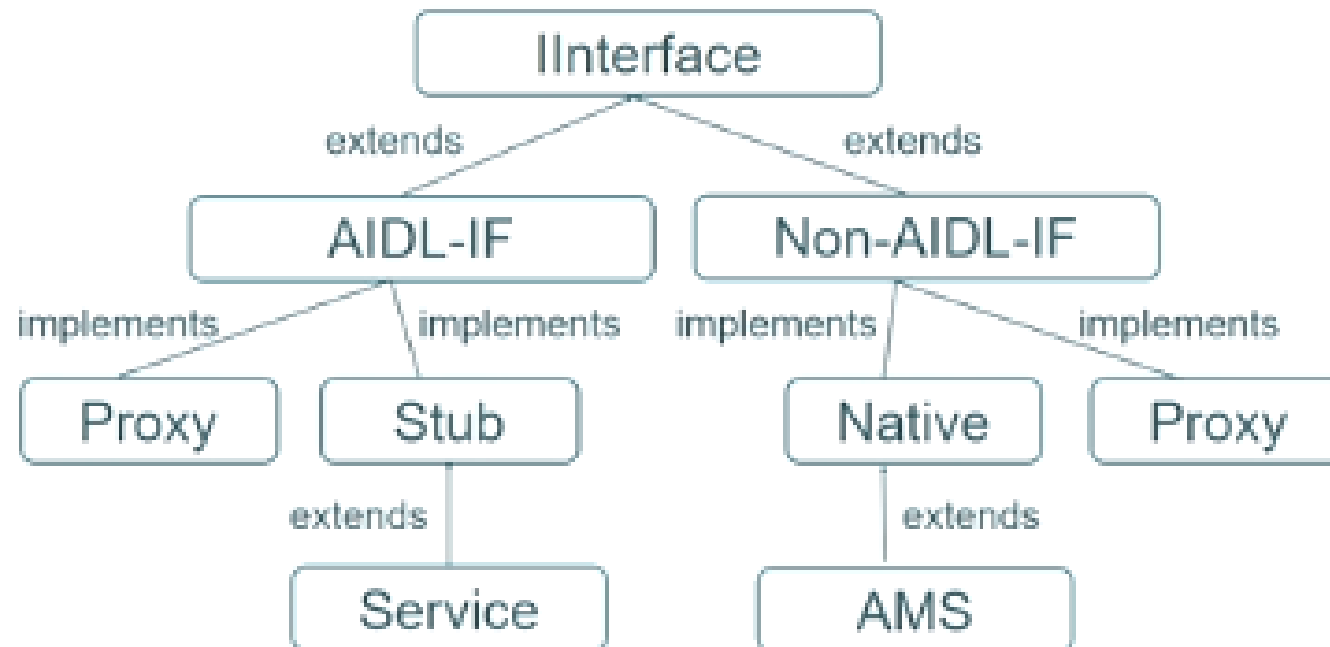 IInterface
extends
extends
AIDL-IF
Non-AIDL-IF
implements
implements
implements
implements
Proxy
Stub
Native
Proxy
extends
extends
Service
AMS